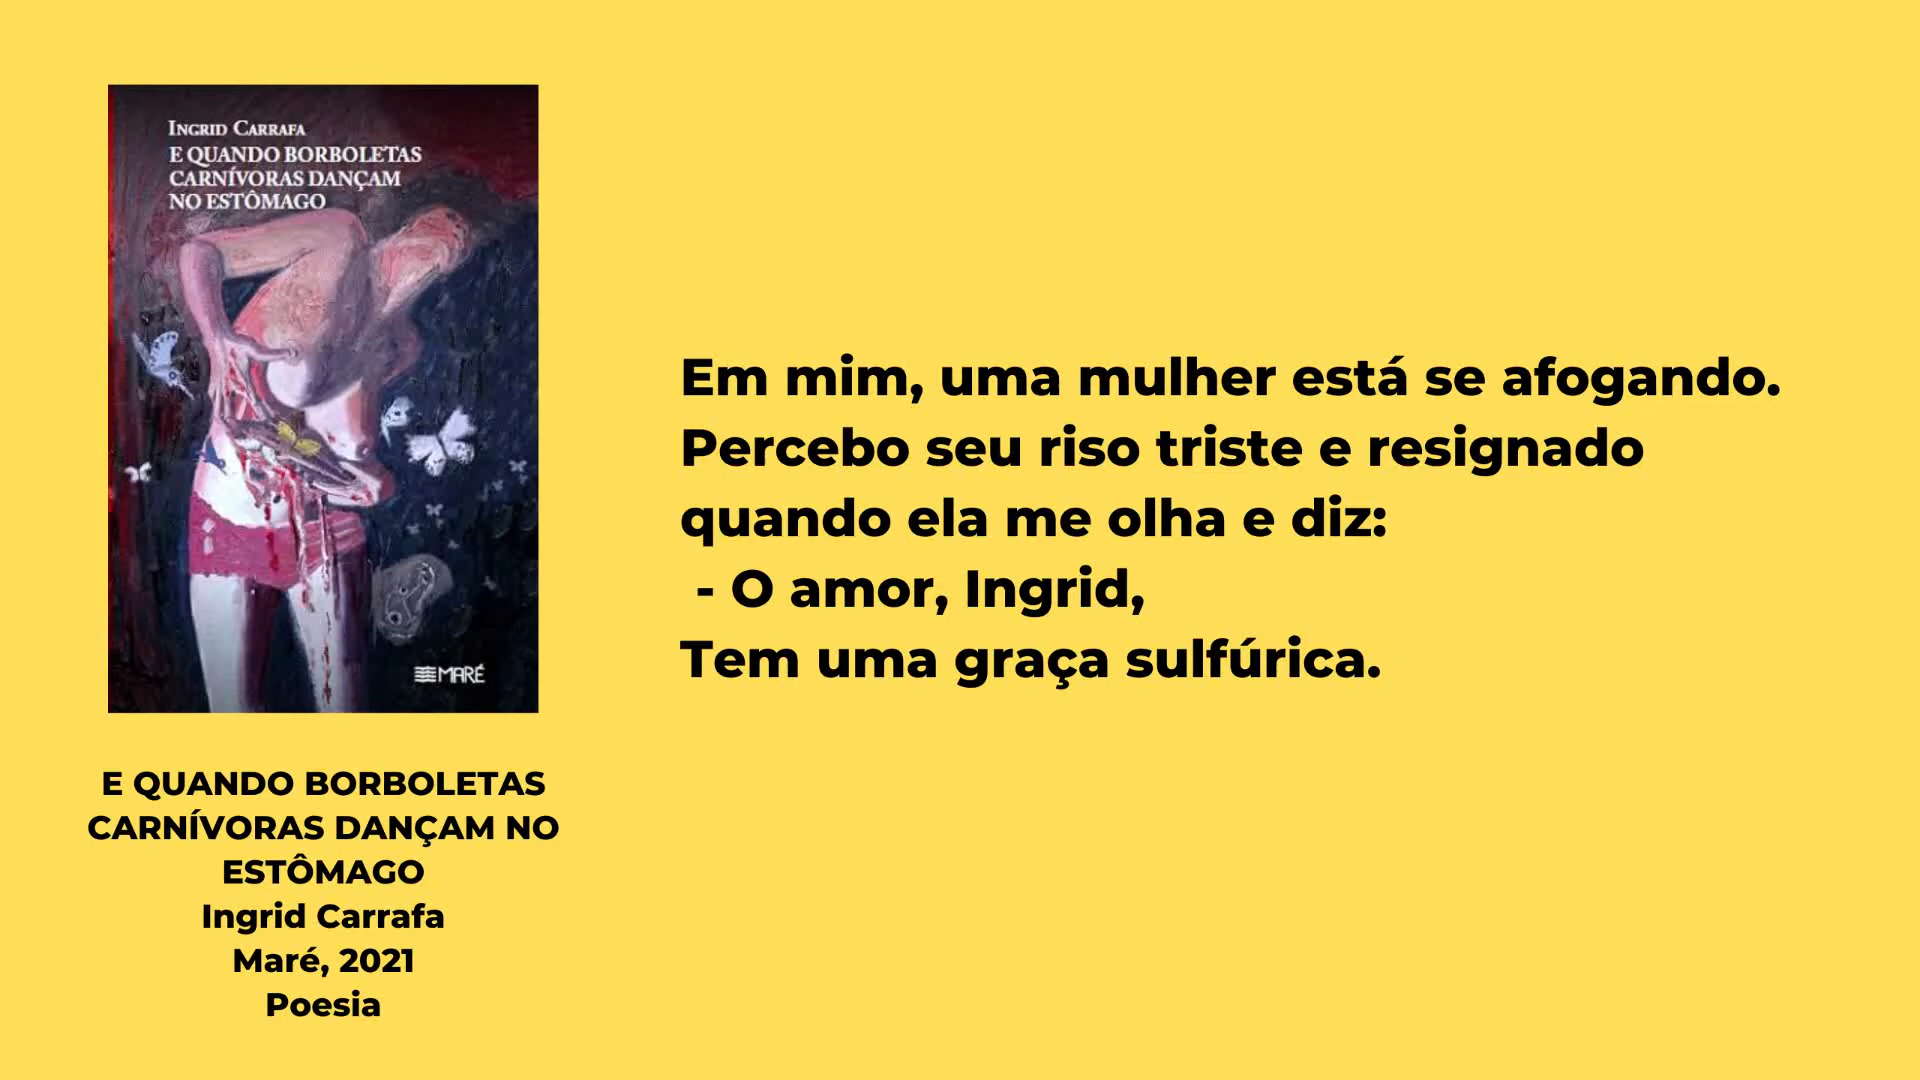 INGRID CARRAFA
E QUANDO BORBOLETAS
CARNÍVORAS DANÇAM
NO ESTÔMAGO
MARÉ
E QUANDO BORBOLETAS
CARNÍVORAS DANÇAM NO
ESTÔMAGO
Ingrid Carrafa
Maré, 2021
Poesia
Em mim, uma mulher está se afogando.
Percebo seu riso triste e resignado
quando ela me olha e diz:
- O amor, Ingrid,
Tem uma graça sulfúrica.